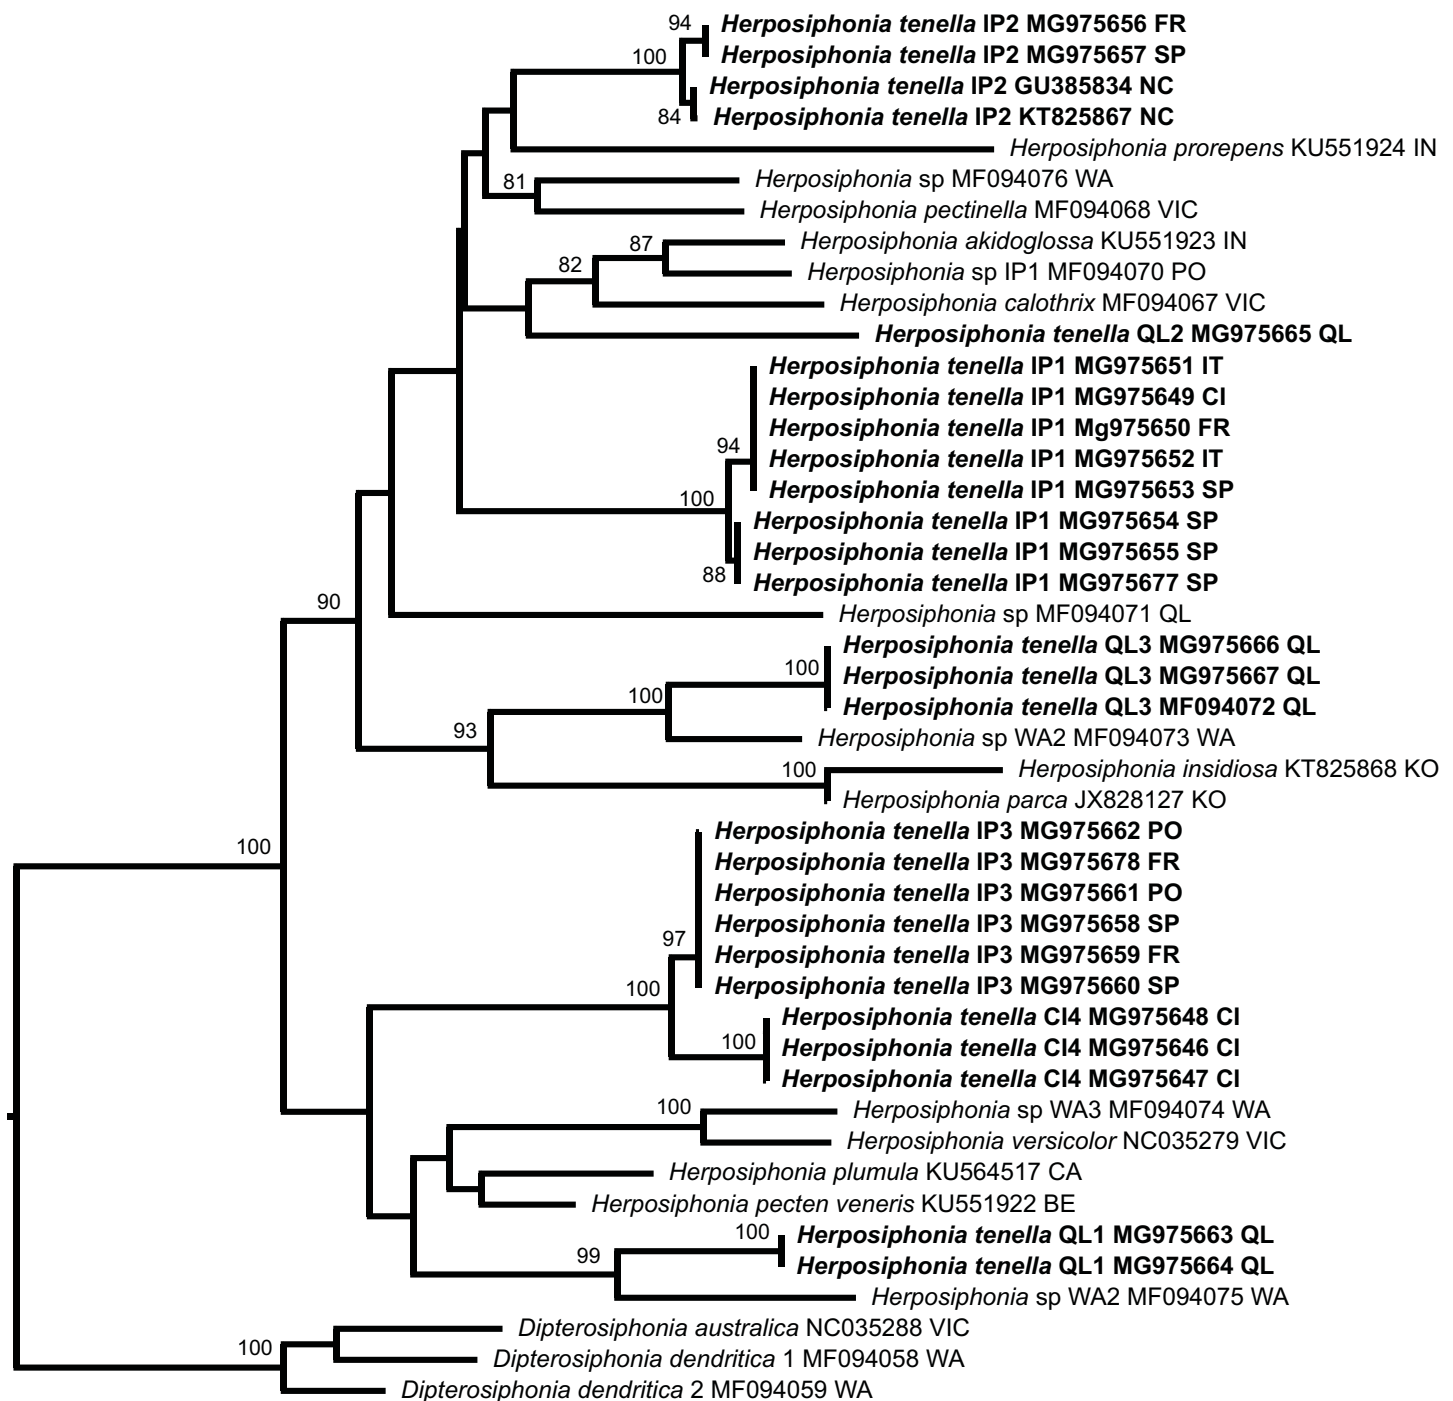 94
Herposiphonia tenella IP2 MG975656 FR
Herposiphonia tenella IP2 MG975657 SP
100
Herposiphonia tenella IP2 GU385834 NC
84
Herposiphonia tenella IP2 KT825867 NC
Herposiphonia prorepens KU551924 IN
Herposiphonia sp MF094076 WA
81
Herposiphonia pectinella MF094068 VIC
87
Herposiphonia akidoglossa KU551923 IN
82
Herposiphonia sp IP1 MF094070 PO
Herposiphonia calothrix MF094067 VIC
Herposiphonia tenella QL2 MG975665 QL
Herposiphonia tenella IP1 MG975651 IT
Herposiphonia tenella IP1 MG975649 CI
Herposiphonia tenella IP1 Mg975650 FR
94
Herposiphonia tenella IP1 MG975652 IT
Herposiphonia tenella IP1 MG975653 SP
100
Herposiphonia tenella IP1 MG975654 SP
Herposiphonia tenella IP1 MG975655 SP
88
Herposiphonia tenella IP1 MG975677 SP
90
Herposiphonia sp MF094071 QL
Herposiphonia tenella QL3 MG975666 QL
100
Herposiphonia tenella QL3 MG975667 QL
100
Herposiphonia tenella QL3 MF094072 QL
93
Herposiphonia sp WA2 MF094073 WA
100
Herposiphonia insidiosa KT825868 KO
Herposiphonia parca JX828127 KO
Herposiphonia tenella IP3 MG975662 PO
100
Herposiphonia tenella IP3 MG975678 FR
Herposiphonia tenella IP3 MG975661 PO
Herposiphonia tenella IP3 MG975658 SP
97
Herposiphonia tenella IP3 MG975659 FR
Herposiphonia tenella IP3 MG975660 SP
100
Herposiphonia tenella CI4 MG975648 CI
100
Herposiphonia tenella CI4 MG975646 CI
Herposiphonia tenella CI4 MG975647 CI
100
Herposiphonia sp WA3 MF094074 WA
Herposiphonia versicolor NC035279 VIC
Herposiphonia plumula KU564517 CA
Herposiphonia pecten veneris KU551922 BE
100
Herposiphonia tenella QL1 MG975663 QL
99
Herposiphonia tenella QL1 MG975664 QL
Herposiphonia sp WA2 MF094075 WA
Dipterosiphonia australica NC035288 VIC
100
Dipterosiphonia dendritica 1 MF094058 WA
Dipterosiphonia dendritica 2 MF094059 WA